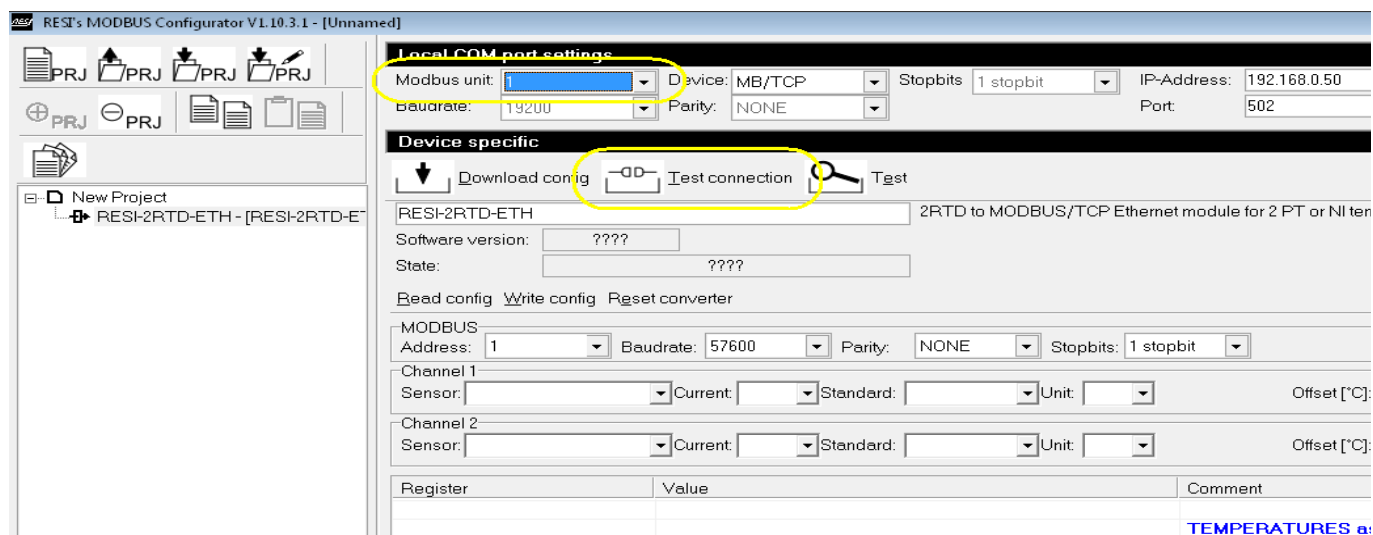 RESI RESI's MODBUS Configurator V1.10.3.1 - [Unnamed]
PRJ PRJ PRJ PRJ
PRJ PRJ
New Project
RESI-2RTD-ETH - [RESI-2RTD-E
Local COM port settings
Modbus unit: 1 Device: MB/TCP Stopbits 1 stopbit IP-Address: 192.168.0.50
Baudrate: 19200 Parity: NONE Port: 502
Device specific
Download config Test connection Test
RESI-2RTD-ETH 2RTD to MODBUS/TCP Ethernet module for 2 PT or NI ten
Software version: ????
State: ????
Read config Write config Reset converter
MODBUS
Address: 1 Baudrate: 57600 Parity: NONE Stopbits: 1 stopbit
Channel 1
Sensor: Current: Standard: Unit: Offset [°C]:
Channel 2
Sensor: Current: Standard: Unit: Offset [°C]:
Register Value Comment
TEMPERATURES as